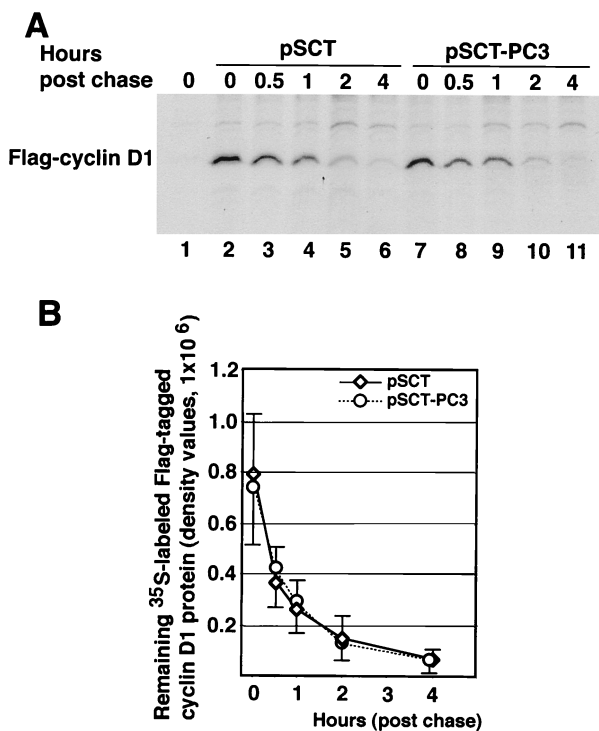 A
pSCT pSCT-PC3
Hours
post chase 0 0 0.5 1 2 4 0 0.5 1 2 4
Flag-cyclin D1
1 2 3 4 5 6 7 8 9 10 11
B
Remaining ³⁵S-labeled Flag-tagged
cyclin D1 protein (density values, 1x10⁶)
1.2
1.0
0.8
0.6
0.4
0.2
pSCT
pSCT-PC3
0 1 2 3 4
Hours (post chase)